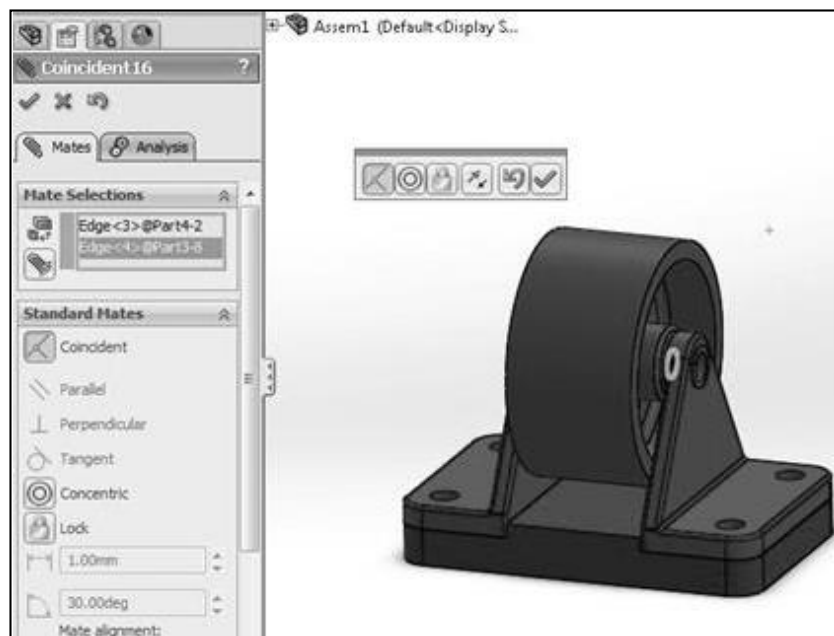 Assem1 (Default<Display S...
Coincident16 ?
Mates Analysis
Mate Selections
Edge<3>@Part4-2
Edge<4>@Part3-8
Standard Mates
Coincident
Parallel
Perpendicular
Tangent
Concentric
Lock
1.00mm
30.00deg
Mate alignment: